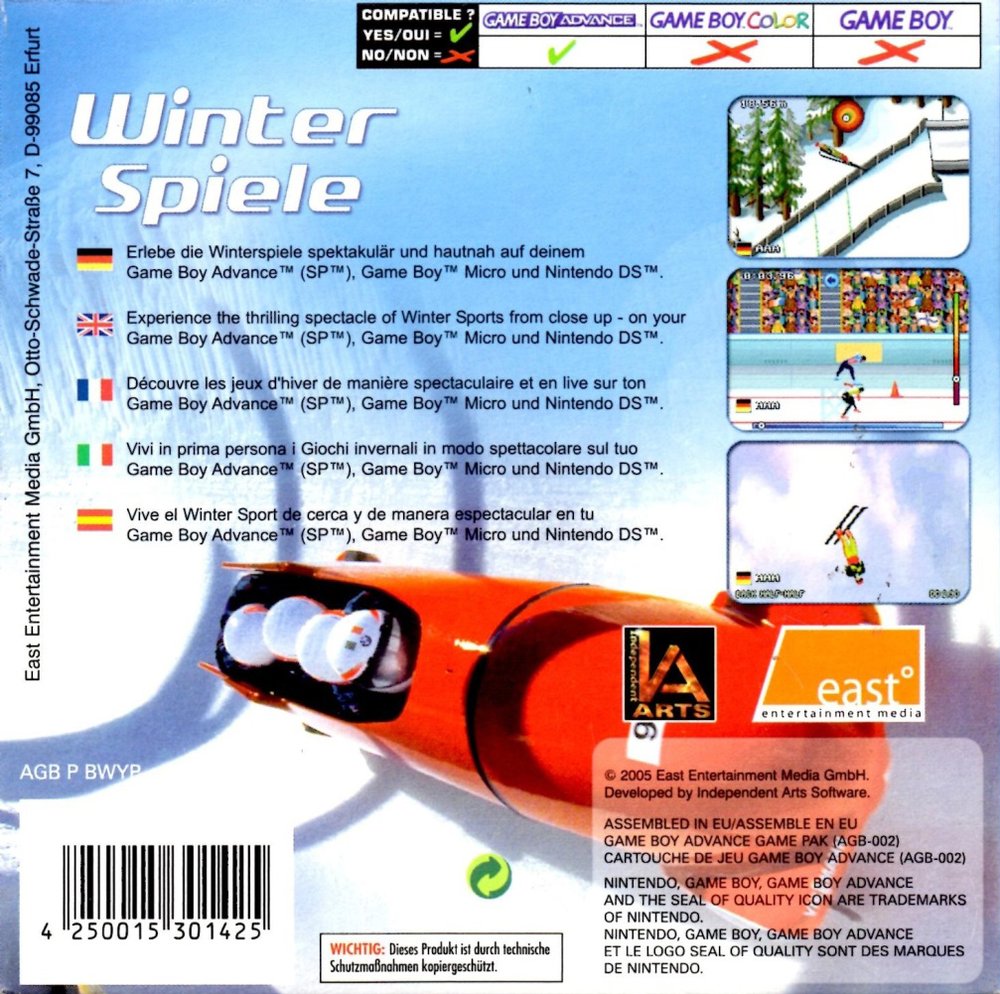 COMPATIBLE ?
YES/OUI =
NO/NON =
GAME BOY ADVANCE™
GAME BOY COLOR
GAME BOY™
East Entertainment Media GmbH, Otto-Schwade-Straße 7, D-99085 Erfurt
Winter
Spiele
Erlebe die Winterspiele spektakulär und hautnah auf deinem
Game Boy Advance™ (SP™), Game Boy™ Micro und Nintendo DS™.
Experience the thrilling spectacle of Winter Sports from close up - on your
Game Boy Advance™ (SP™), Game Boy™ Micro und Nintendo DS™.
Découvre les jeux d'hiver de manière spectaculaire et en live sur ton
Game Boy Advance™ (SP™), Game Boy™ Micro und Nintendo DS™.
Vivi in prima persona i Giochi invernali in modo spettacolare sul tuo
Game Boy Advance™ (SP™), Game Boy™ Micro und Nintendo DS™.
Vive el Winter Sport de cerca y de manera espectacular en tu
Game Boy Advance™ (SP™), Game Boy™ Micro und Nintendo DS™.
AAA
AAA
AAA
BACK HALF-HALF
Independent
IA
ARTS
east°
entertainment media
AGB P BWYP
4 250015 301425
WICHTIG: Dieses Produkt ist durch technische
Schutzmaßnahmen kopiergeschützt.
© 2005 East Entertainment Media GmbH.
Developed by Independent Arts Software.
ASSEMBLED IN EU/ASSEMBLE EN EU
GAME BOY ADVANCE GAME PAK (AGB-002)
CARTOUCHE DE JEU GAME BOY ADVANCE (AGB-002)
NINTENDO, GAME BOY, GAME BOY ADVANCE
AND THE SEAL OF QUALITY ICON ARE TRADEMARKS
OF NINTENDO.
NINTENDO, GAME BOY, GAME BOY ADVANCE
ET LE LOGO SEAL OF QUALITY SONT DES MARQUES
DE NINTENDO.